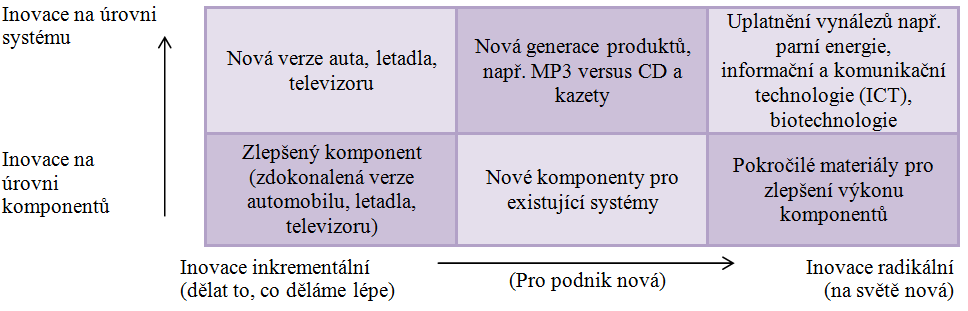 Inovace na úrovni
systému
Nová verze auta, letadla,
televizoru
Nová generace produktů,
např. MP3 versus CD a
kazety
Uplatnění vynálezů např.
parní energie,
informační a komunikační
technologie (ICT),
biotechnologie
Inovace na
úrovni
komponentů
Zlepšený komponent
(zdokonalená verze
automobilu, letadla,
televizoru)
Nové komponenty pro
existující systémy
Pokročilé materiály pro
zlepšení výkonu
komponentů
Inovace inkrementální
(dělat to, co děláme lépe)
(Pro podnik nová)
Inovace radikální
(na světě nová)